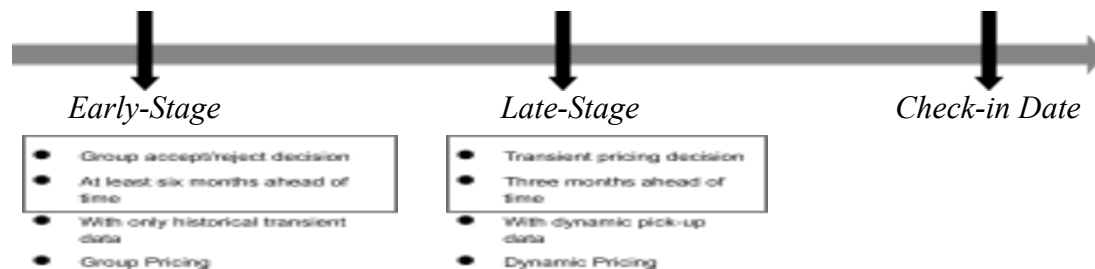 Early-Stage
Late-Stage
Check-in Date
● Group accept/reject decision
● At least six months ahead of
time
● With only historical transient
data
● Group Pricing
● Transient pricing decision
● Three months ahead of
time
● With dynamic pick-up
data
● Dynamic Pricing